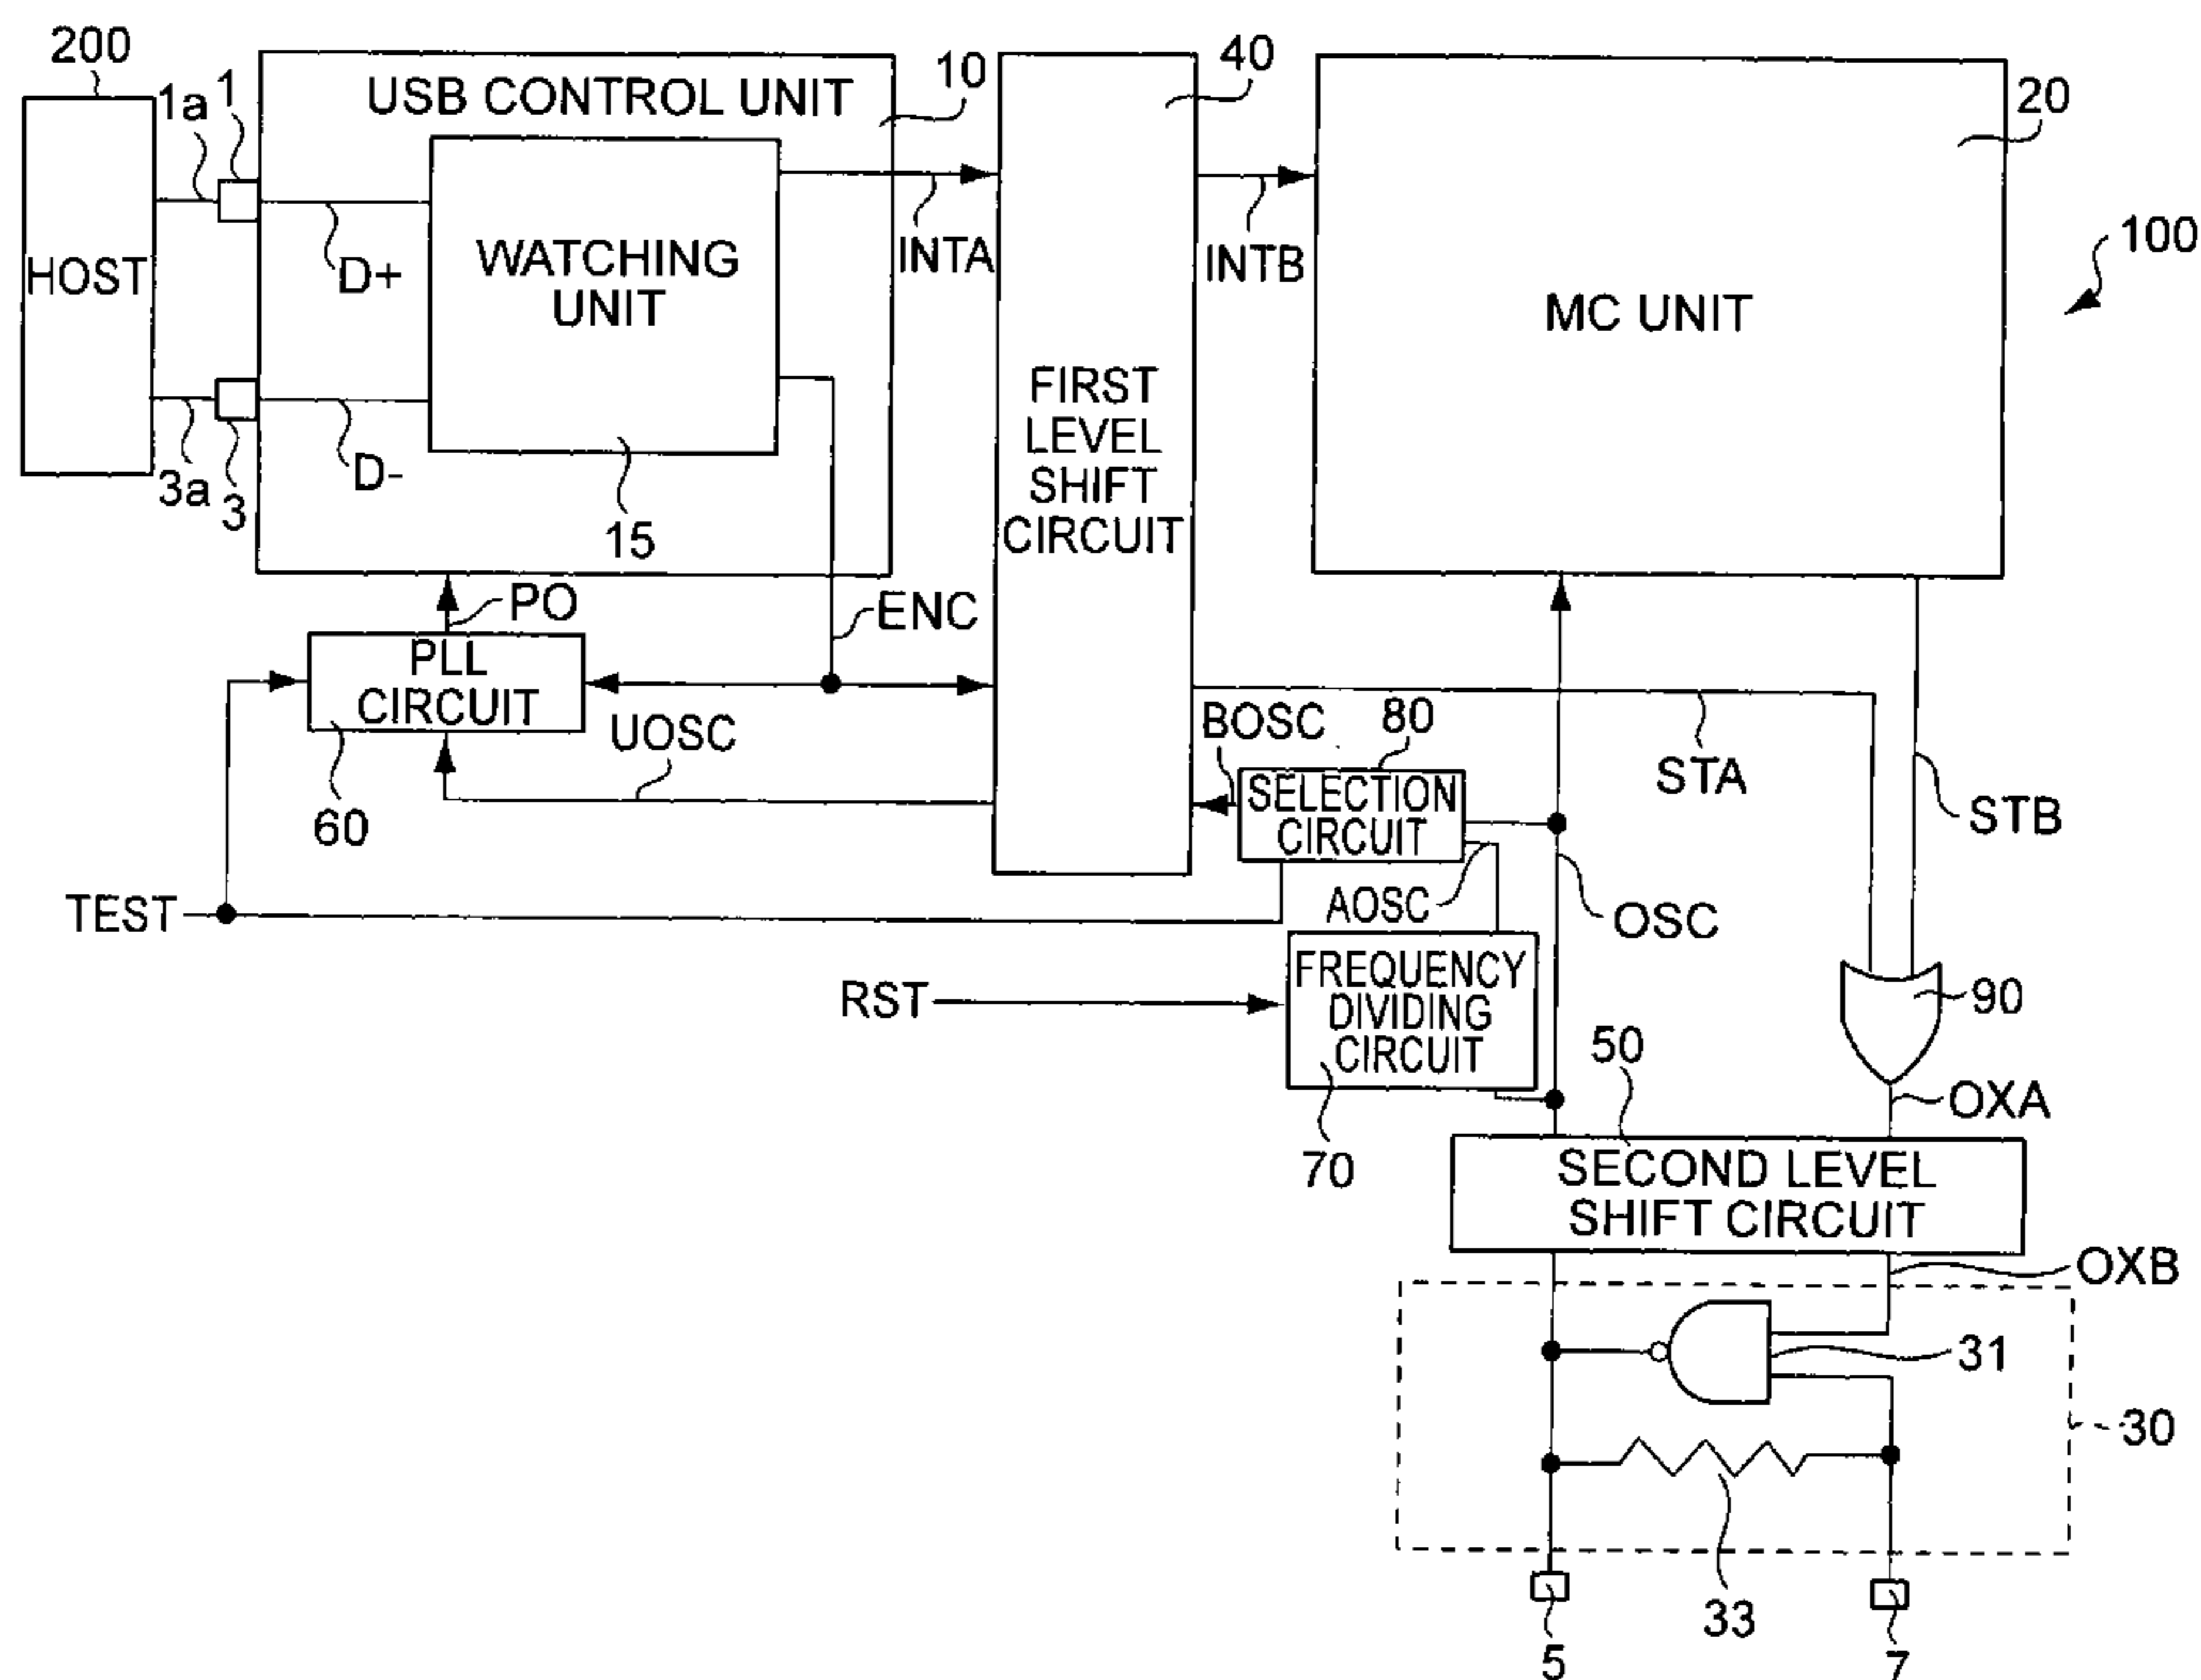 200
1a
1
USB CONTROL UNIT
10
40
20
HOST
D+
WATCHING
UNIT
INTA
INTB
MC UNIT
100
3a
3
D-
15
FIRST
LEVEL
SHIFT
CIRCUIT
PO
ENC
PLL
CIRCUIT
60
UOSC
BOSC
80
SELECTION
CIRCUIT
STA
STB
TEST
AOSC
OSC
RST
FREQUENCY
DIVIDING
CIRCUIT
70
90
50
OXA
SECOND LEVEL
SHIFT CIRCUIT
OXB
31
30
33
5
7